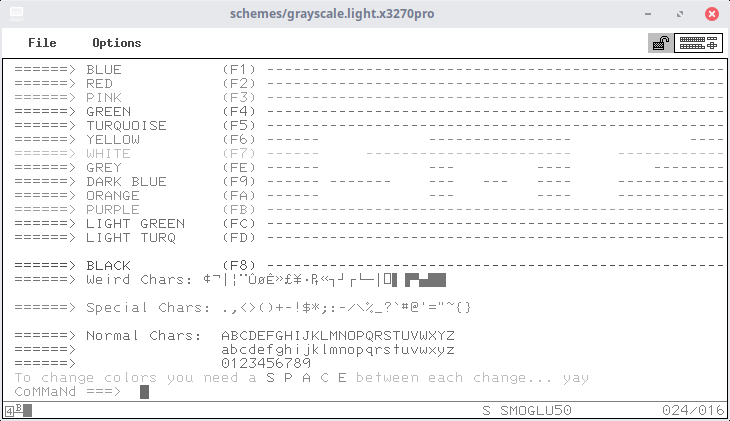 schemes/grayscale.light.x3270pro
File Options
======> BLUE (F1) --------------------------------------------------
======> RED (F2) --------------------------------------------------
======> PINK (F3) --------------------------------------------------
======> GREEN (F4) --------------------------------------------------
======> TURQUOISE (F5) --------------------------------------------------
======> YELLOW (F6) ------ ---------------- ----
======> WHITE (F7) ------ ---------------- ------------
======> GREY (FE) ------ --- --------
======> DARK BLUE (F9) ------ ----- --- --- --- ------------
======> ORANGE (FA) ------ --- ------------
======> PURPLE (FB) --------------------------------------------------
======> LIGHT GREEN (FC) --------------------------------------------------
======> LIGHT TURQ (FD) --------------------------------------------------
======> BLACK (F8) --------------------------------------------------
======> Weird Chars: ¢¬|¦¨ÛøÊ»£¥·₧«┐┘┌└─│
======> Special Chars: .,<>()+-!$*;:-/\%_?`#@'="~{}
======> Normal Chars: ABCDEFGHIJKLMNOPQRSTUVWXYZ
======> abcdefghijklmnopqrstuvwxyz
======> 0123456789
To change colors you need a S P A C E between each change... yay
CoMMaNd ===>
4 B S SMOGLU50 024/016